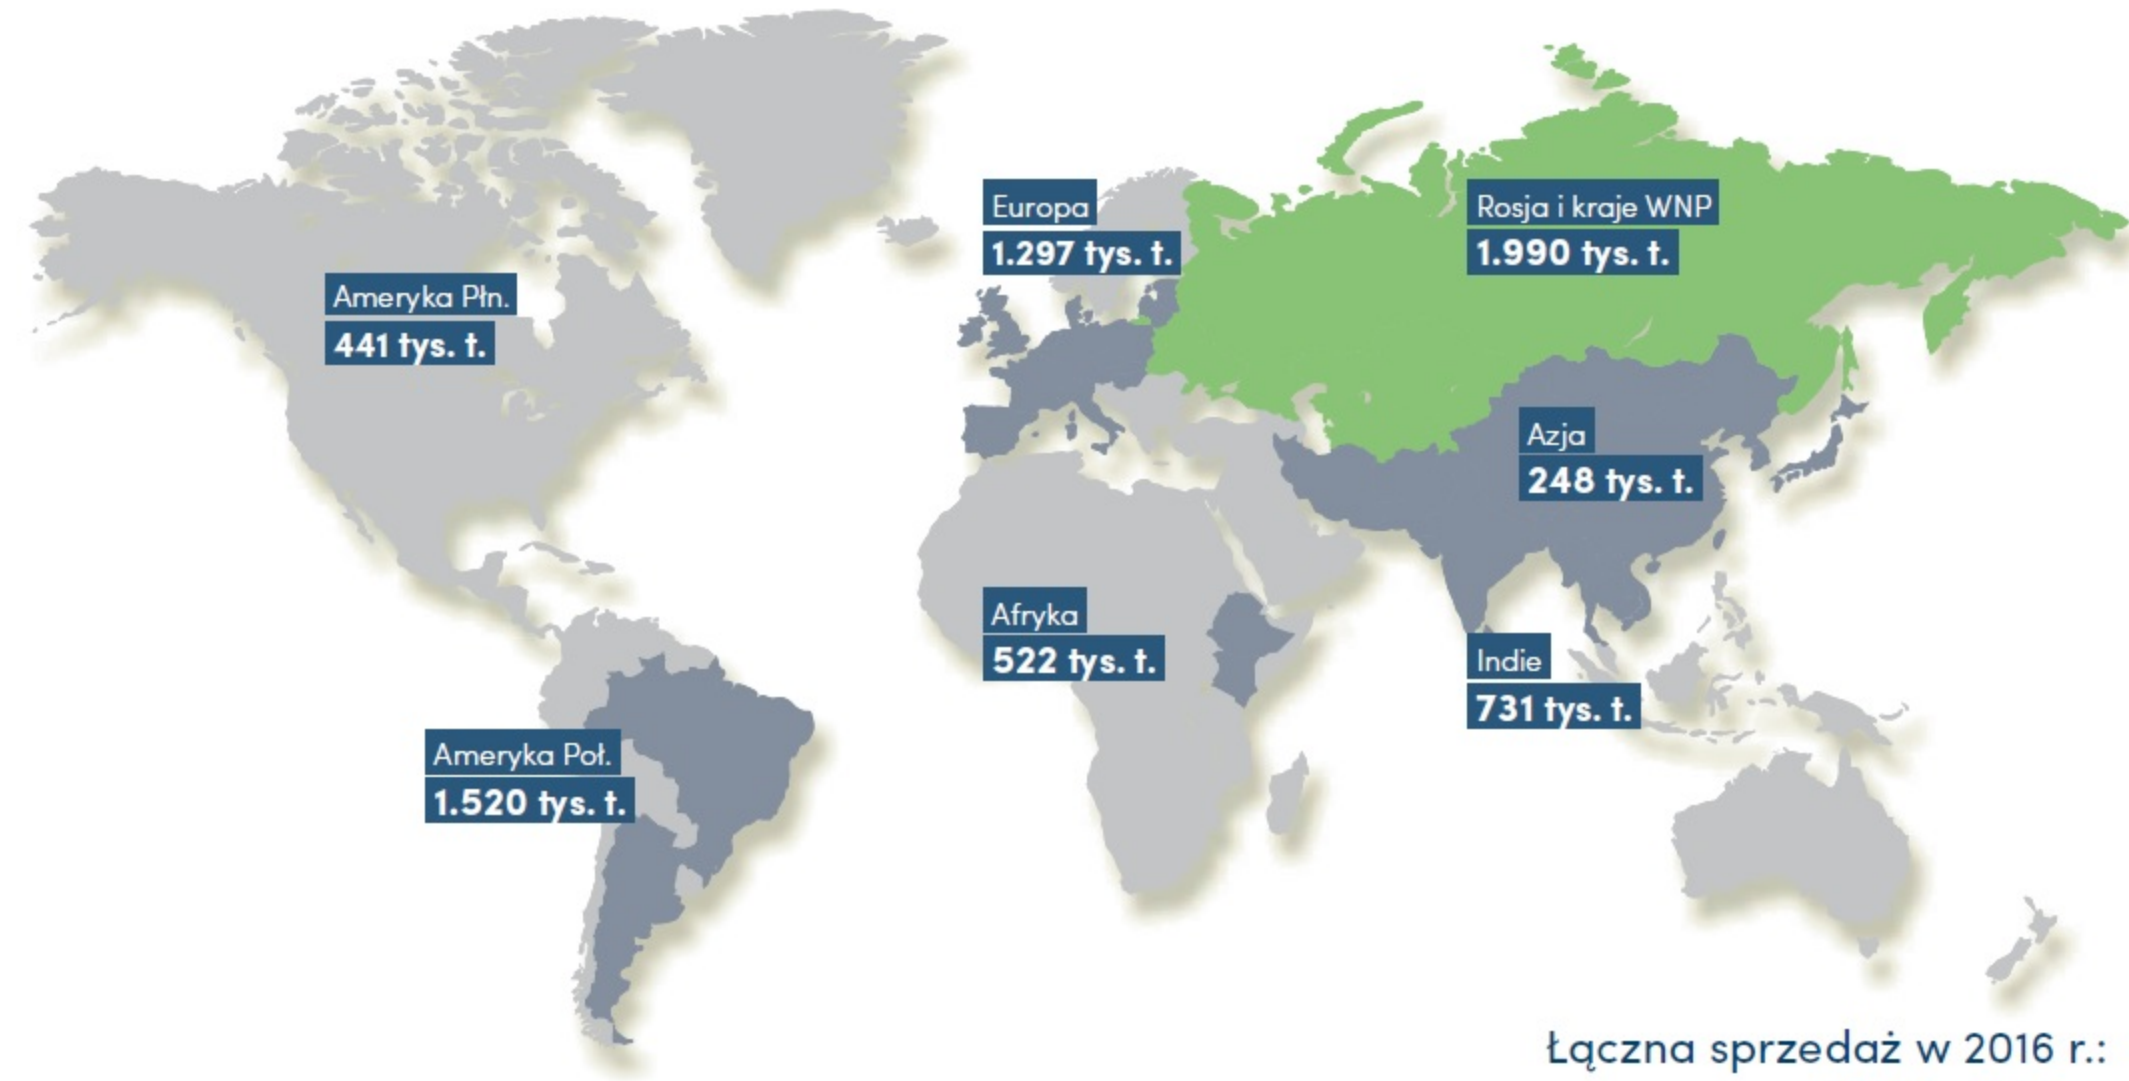 Europa
1.297 tys. t.
Rosja i kraje WNP
1.990 tys. t.
Ameryka Płn.
441 tys. t.
Azja
248 tys. t.
Afryka
522 tys. t.
Indie
731 tys. t.
Ameryka Poł.
1.520 tys. t.
Łączna sprzedaż w 2016 r.: